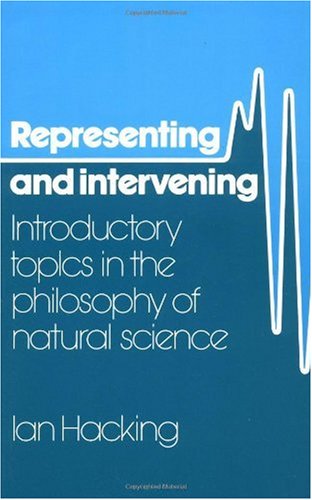 Representing
and intervening
Introductory
topics in the
philosophy of
natural science
Ian Hacking